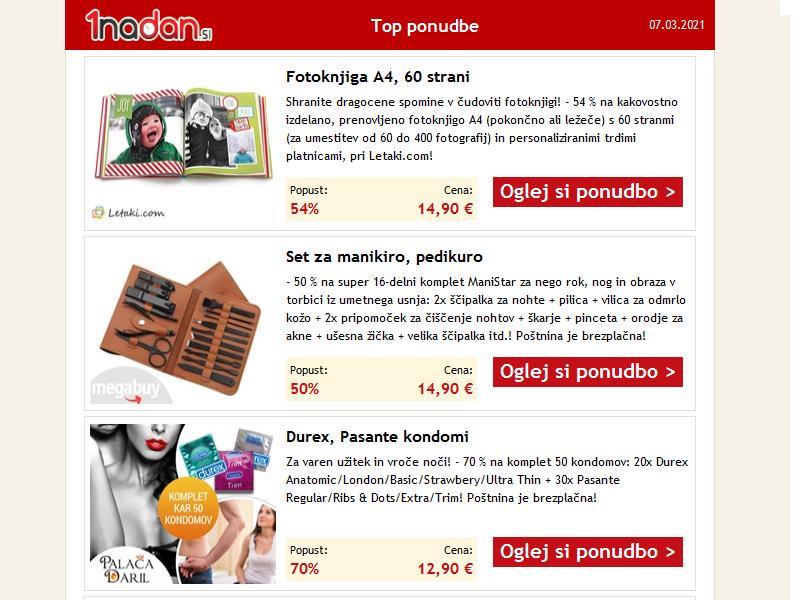 1nadan.si
Top ponudbe
07.03.2021
JOY
Letaki.com
Fotoknjiga A4, 60 strani
Shranite dragocene spomine v čudoviti fotoknjigi! - 54 % na kakovostno
izdelano, prenovljeno fotoknjigo A4 (pokončno ali ležeče) s 60 stranmi
(za umestitev od 60 do 400 fotografij) in personaliziranimi trdimi
platnicami, pri Letaki.com!
Popust: Cena:
54% 14,90 €
Oglej si ponudbo >
megabuy
Set za manikiro, pedikuro
- 50 % na super 16-delni komplet ManiStar za nego rok, nog in obraza v
torbici iz umetnega usnja: 2x ščipalka za nohte + pilica + vilica za odmrlo
kožo + 2x pripomoček za čiščenje nohtov + škarje + pinceta + orodje za
akne + ušesna žička + velika ščipalka itd.! Poštnina je brezplačna!
Popust: Cena:
50% 14,90 €
Oglej si ponudbo >
durex
Trim
Trim
KOMPLET
KAR 50
KONDOMOV
PALAČA
DARIL
Durex, Pasante kondomi
Za varen užitek in vroče noči! - 70 % na komplet 50 kondomov: 20x Durex
Anatomic/London/Basic/Strawbery/Ultra Thin + 30x Pasante
Regular/Ribs & Dots/Extra/Trim! Poštnina je brezplačna!
Popust: Cena:
70% 12,90 €
Oglej si ponudbo >